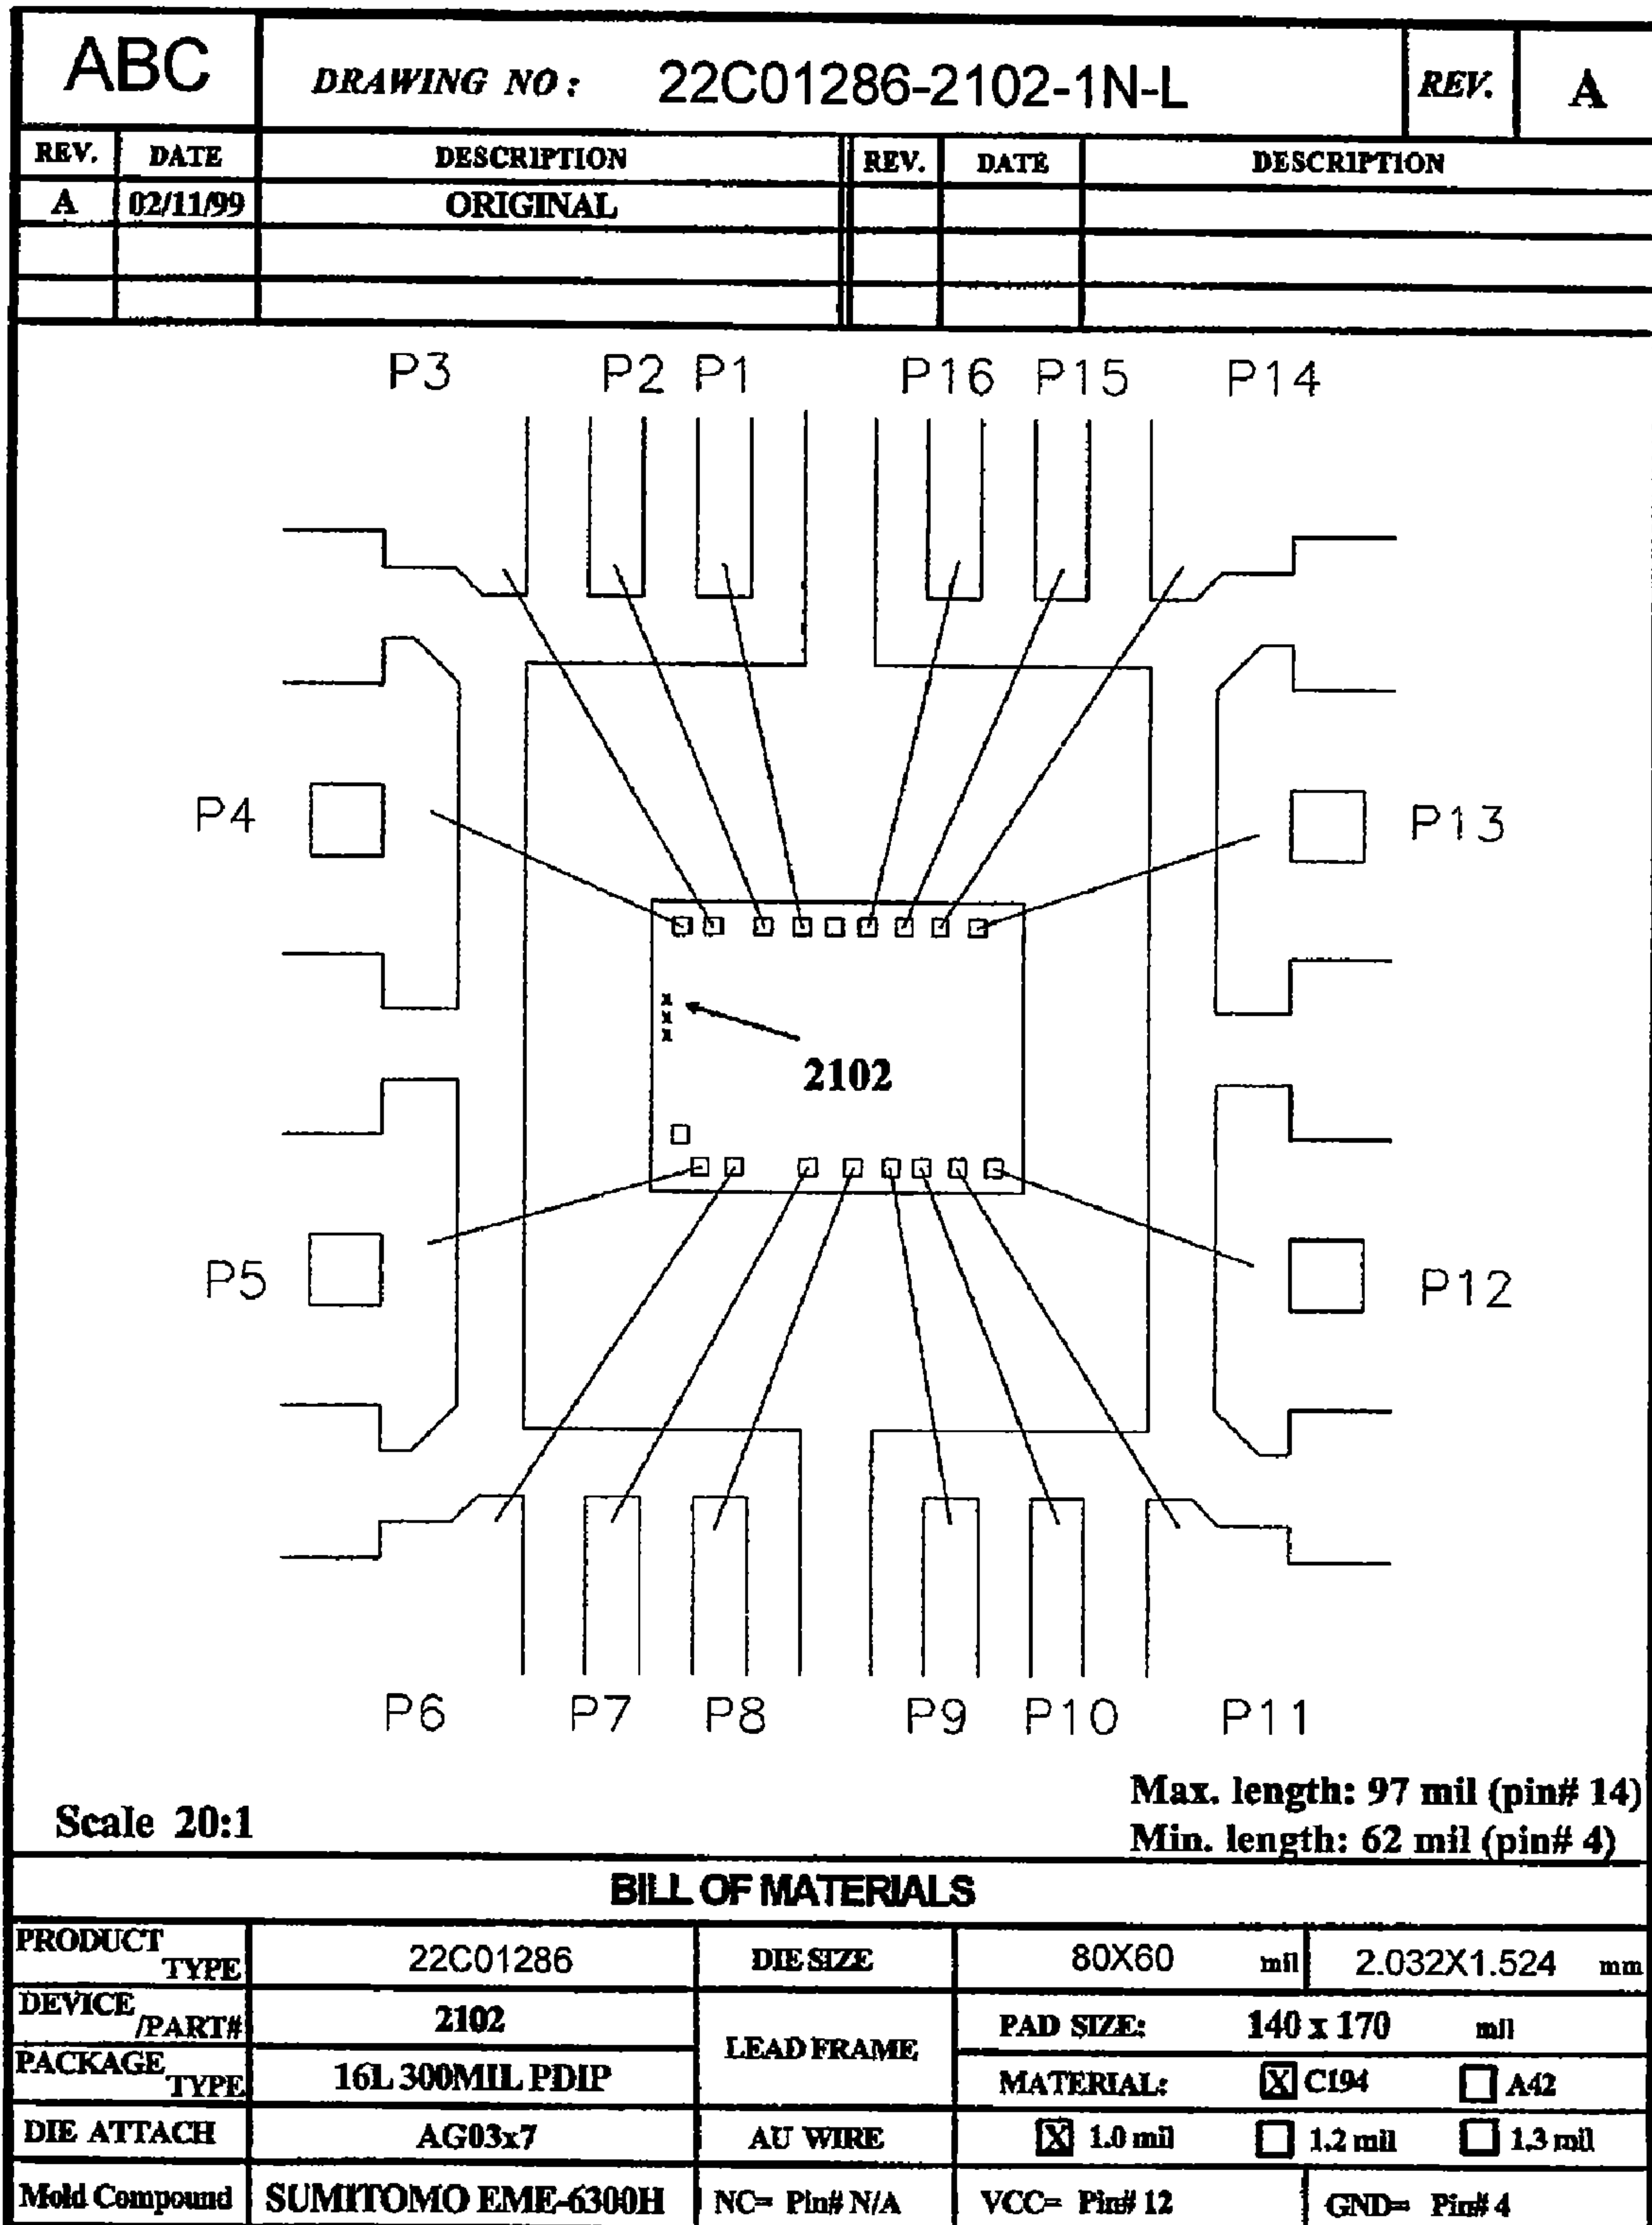 ABC DRAWING NO: 22C01286-2102-1N-L REV. A
REV. DATE DESCRIPTION REV. DATE DESCRIPTION
A 02/11/99 ORIGINAL
P3 P2 P1 P16 P15 P14
P4 P13
x
x
x
2102
P5 P12
P6 P7 P8 P9 P10 P11
Max. length: 97 mil (pin# 14)
Scale 20:1
Min. length: 62 mil (pin# 4)
BILL OF MATERIALS
PRODUCT TYPE 22C01286 DIE SIZE 80X60 mil 2.032X1.524 mm
DEVICE /PART# 2102 LEAD FRAME PAD SIZE: 140 x 170 mil
PACKAGE TYPE 16L 300MIL PDIP MATERIAL: X C194 A42
DIE ATTACH AG03x7 AU WIRE X 1.0 mil 1.2 mil 1.3 mil
Mold Compound SUMITOMO EME-6300H NC= Pin# N/A VCC= Pin# 12 GND= Pin# 4